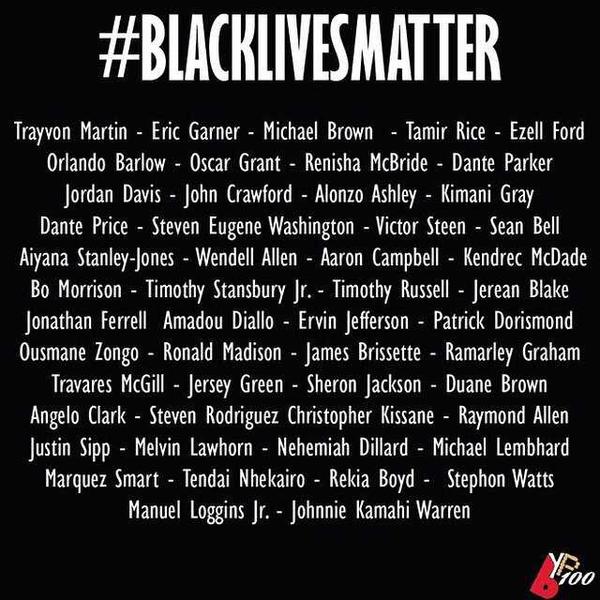 #BLACKLIVESMATTER
Trayvon Martin - Eric Garner - Michael Brown - Tamir Rice - Ezell Ford
Orlando Barlow - Oscar Grant - Renisha McBride - Dante Parker
Jordan Davis - John Crawford - Alonzo Ashley - Kimani Gray
Dante Price - Steven Eugene Washington - Victor Steen - Sean Bell
Aiyana Stanley-Jones - Wendell Allen - Aaron Campbell - Kendrec McDade
Bo Morrison - Timothy Stansbury Jr. - Timothy Russell - Jerean Blake
Jonathan Ferrell Amadou Diallo - Ervin Jefferson - Patrick Dorismond
Ousmane Zongo - Ronald Madison - James Brissette - Ramarley Graham
Travares McGill - Jersey Green - Sheron Jackson - Duane Brown
Angelo Clark - Steven Rodriguez Christopher Kissane - Raymond Allen
Justin Sipp - Melvin Lawhorn - Nehemiah Dillard - Michael Lembhard
Marquez Smart - Tendai Nhekairo - Rekia Boyd - Stephon Watts
Manuel Loggins Jr. - Johnnie Kamahi Warren
BYP100